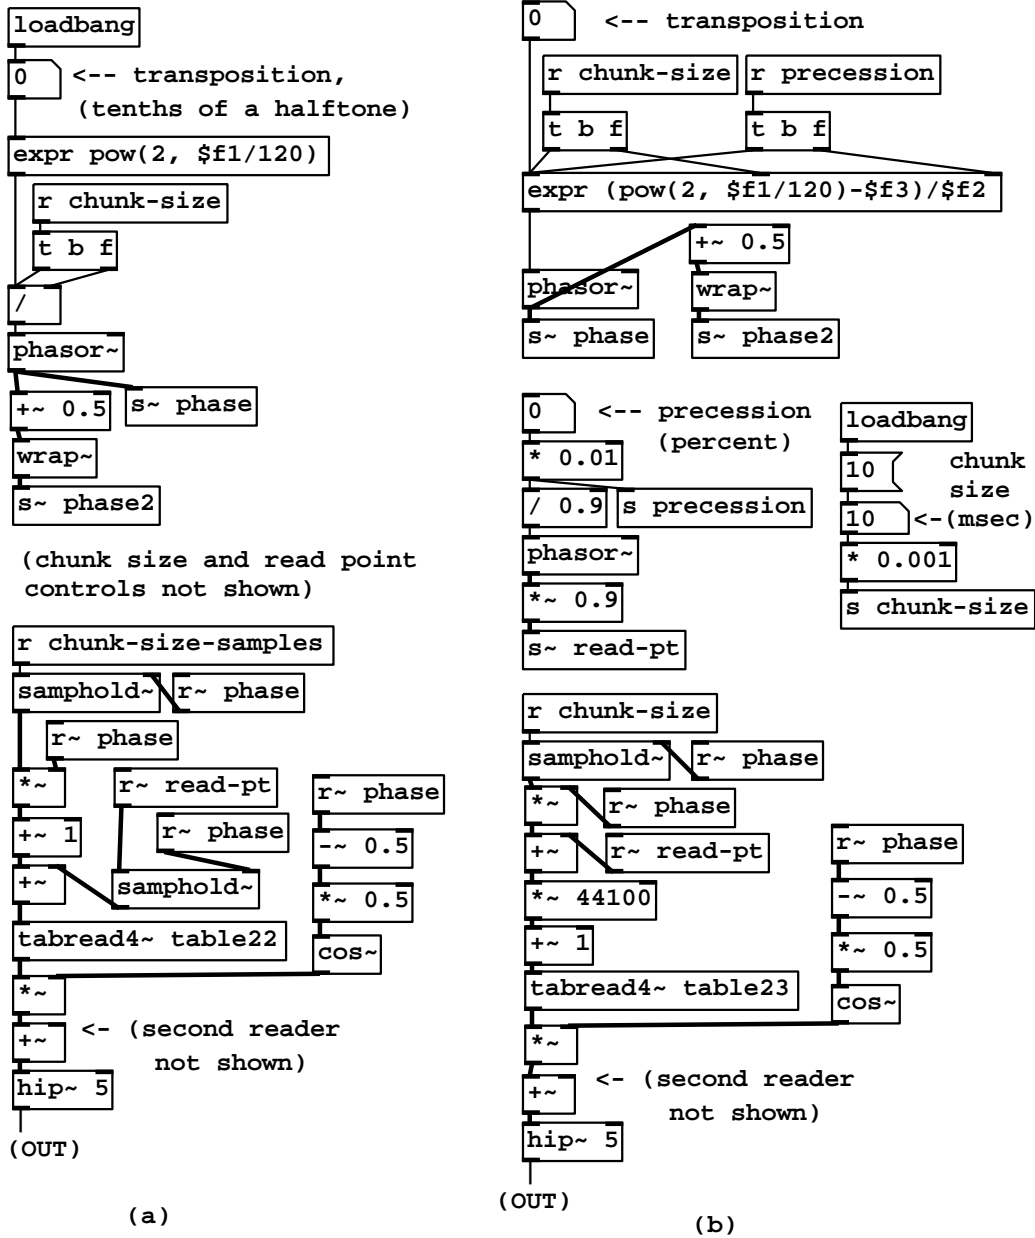 loadbang
0 <-- transposition,
(tenths of a halftone)
expr pow(2, $f1/120)
r chunk-size
t b f
/
phasor~
+~ 0.5
s~ phase
wrap~
s~ phase2
(chunk size and read point
controls not shown)
r chunk-size-samples
samphold~
r~ phase
r~ phase
*~
r~ read-pt
r~ phase
+~ 1
r~ phase
-~ 0.5
+~
samphold~
*~ 0.5
tabread4~ table22
cos~
*~
+~
<- (second reader
not shown)
hip~ 5
(OUT)
(a)
0 <-- transposition
r chunk-size
r precession
t b f
t b f
expr (pow(2, $f1/120)-$f3)/$f2
+~ 0.5
phasor~
wrap~
s~ phase
s~ phase2
0 <-- precession
(percent)
* 0.01
/ 0.9
s precession
phasor~
*~ 0.9
s~ read-pt
loadbang
10
chunk
size
10 <-(msec)
* 0.001
s chunk-size
r chunk-size
samphold~
r~ phase
*~
r~ phase
+~
r~ read-pt
r~ phase
*~ 44100
-~ 0.5
+~ 1
*~ 0.5
tabread4~ table23
cos~
*~
+~
<- (second reader
not shown)
hip~ 5
(OUT)
(b)